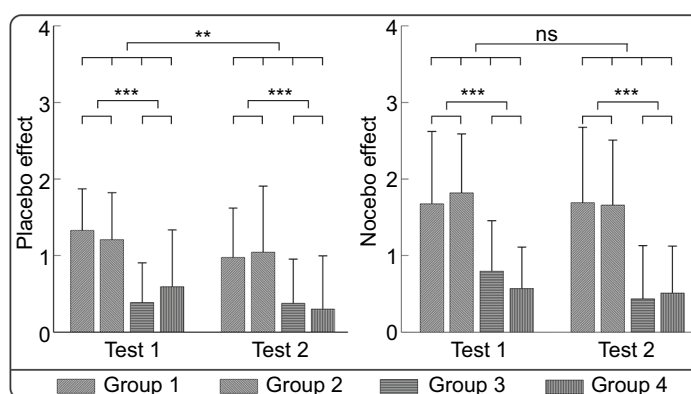 4
**
3
***
***
2
1
0
Placebo effect
Test 1
Test 2
4
ns
3
***
***
2
1
0
Nocebo effect
Test 1
Test 2
Group 1
Group 2
Group 3
Group 4